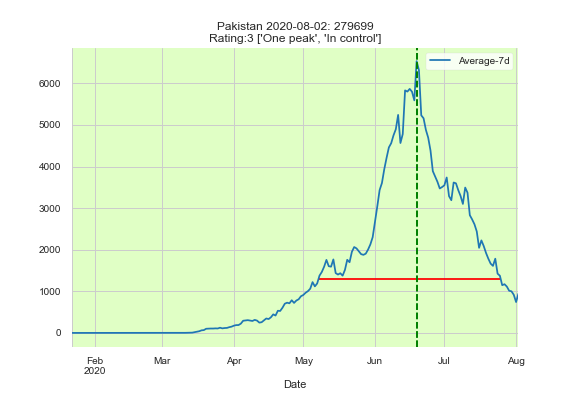 Pakistan 2020-08-02: 279699
Rating:3 ['One peak', 'In control']
Average-7d
6000
5000
4000
3000
2000
1000
0
Feb Mar Apr May Jun Jul Aug
2020
Date